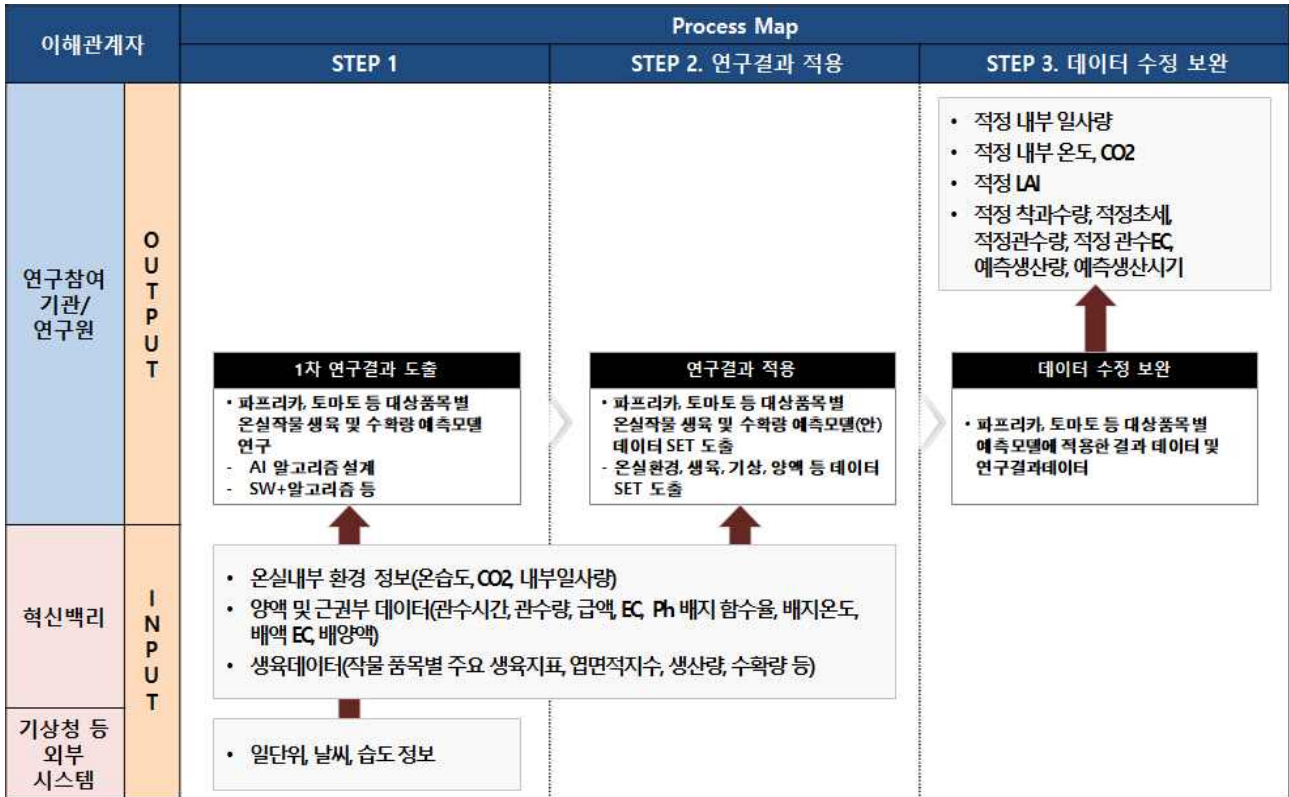 이해관계자
Process Map
STEP 1
STEP 2. 연구결과 적용
STEP 3. 데이터 수정 보완
연구참여
기관/
연구원
OUTPUT
• 적정 내부 일사량
• 적정 내부 온도, CO2
• 적정 LAI
• 적정 착과수량, 적정초세,
적정관수량, 적정 관수EC,
예측생산량, 예측생산시기
1차 연구결과 도출
• 파프리카, 토마토 등 대상품목별
온실작물 생육 및 수확량 예측모델
연구
- AI 알고리즘 설계
- SW+알고리즘 등
연구결과 적용
• 파프리카, 토마토 등 대상품목별
온실작물 생육 및 수확량 예측모델(안)
데이터 SET 도출
- 온실환경, 생육, 기상, 양액 등 데이터
SET 도출
데이터 수정 보완
• 파프리카, 토마토 등 대상품목별
예측모델에 적용한 결과 데이터 및
연구결과데이터
혁신백리
INPUT
• 온실내부 환경 정보(온습도, CO2, 내부일사량)
• 양액 및 근권부 데이터(관수시간, 관수량, 급액, EC, Ph 배지 함수율, 배지온도,
배액 EC, 배양액)
• 생육데이터(작물 품목별 주요 생육지표, 엽면적지수, 생산량, 수확량 등)
기상청 등
외부
시스템
• 일단위, 날씨, 습도 정보